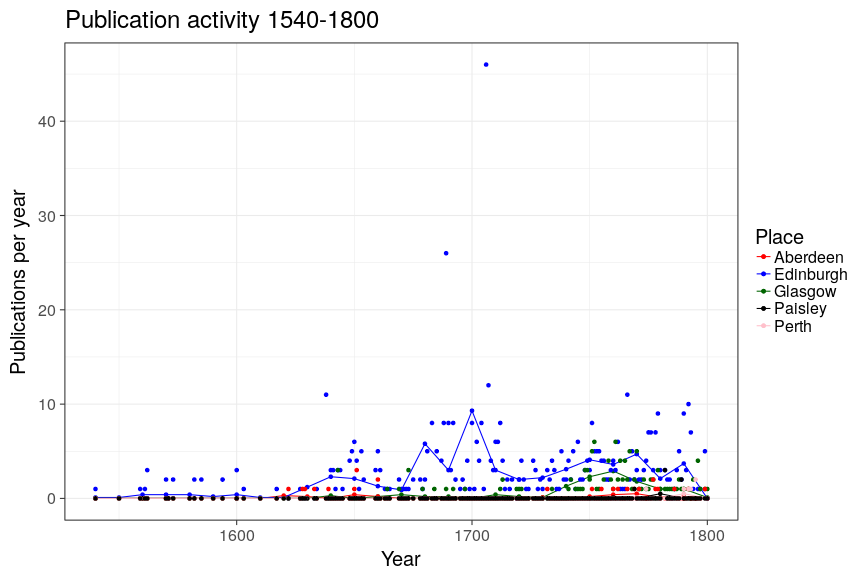 Publication activity 1540-1800
Publications per year
40
30
20
10
0
1600
1700
1800
Year
Place
Aberdeen
Edinburgh
Glasgow
Paisley
Perth